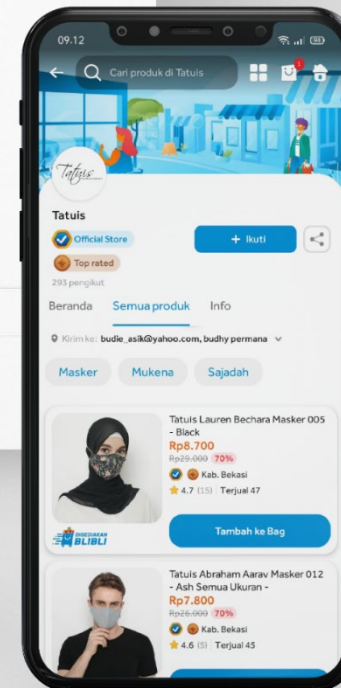 09.12
Cari produk di Tatuis
1
Tatuis
Tatuis
Official Store
+ Ikuti
Top rated
293 pengikut
Beranda Semua produk Info
Kirim ke: budie_asik@yahoo.com, budhy permana
Masker Mukena Sajadah
Tatuis Lauren Bechara Masker 005
- Black
Rp8.700
Rp29.000 70%
Kab. Bekasi
4.7 (15) Terjual 47
DISEDIAKAN
BLIBLI
Tambah ke Bag
Tatuis Abraham Aarav Masker 012
- Ash Semua Ukuran -
Rp7.800
Rp26.000 70%
Kab. Bekasi
4.6 (5) Terjual 45